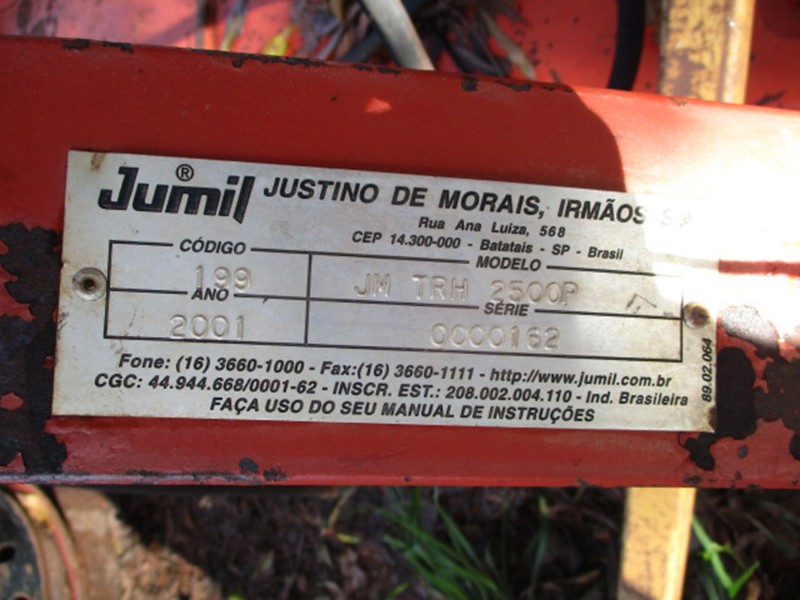 Jumil ® JUSTINO DE MORAIS, IRMÃOS S.A
Rua Ana Luiza, 568
CEP 14.300-000 - Batatais - SP - Brasil
CÓDIGO MODELO
199 JM TRH 2500P
ANO SÉRIE
2001 0000162
Fone: (16) 3660-1000 - Fax:(16) 3660-1111 - http://www.jumil.com.br
CGC: 44.944.668/0001-62 - INSCR. EST.: 208.002.004.110 - Ind. Brasileira
FAÇA USO DO SEU MANUAL DE INSTRUÇÕES
89.02.064